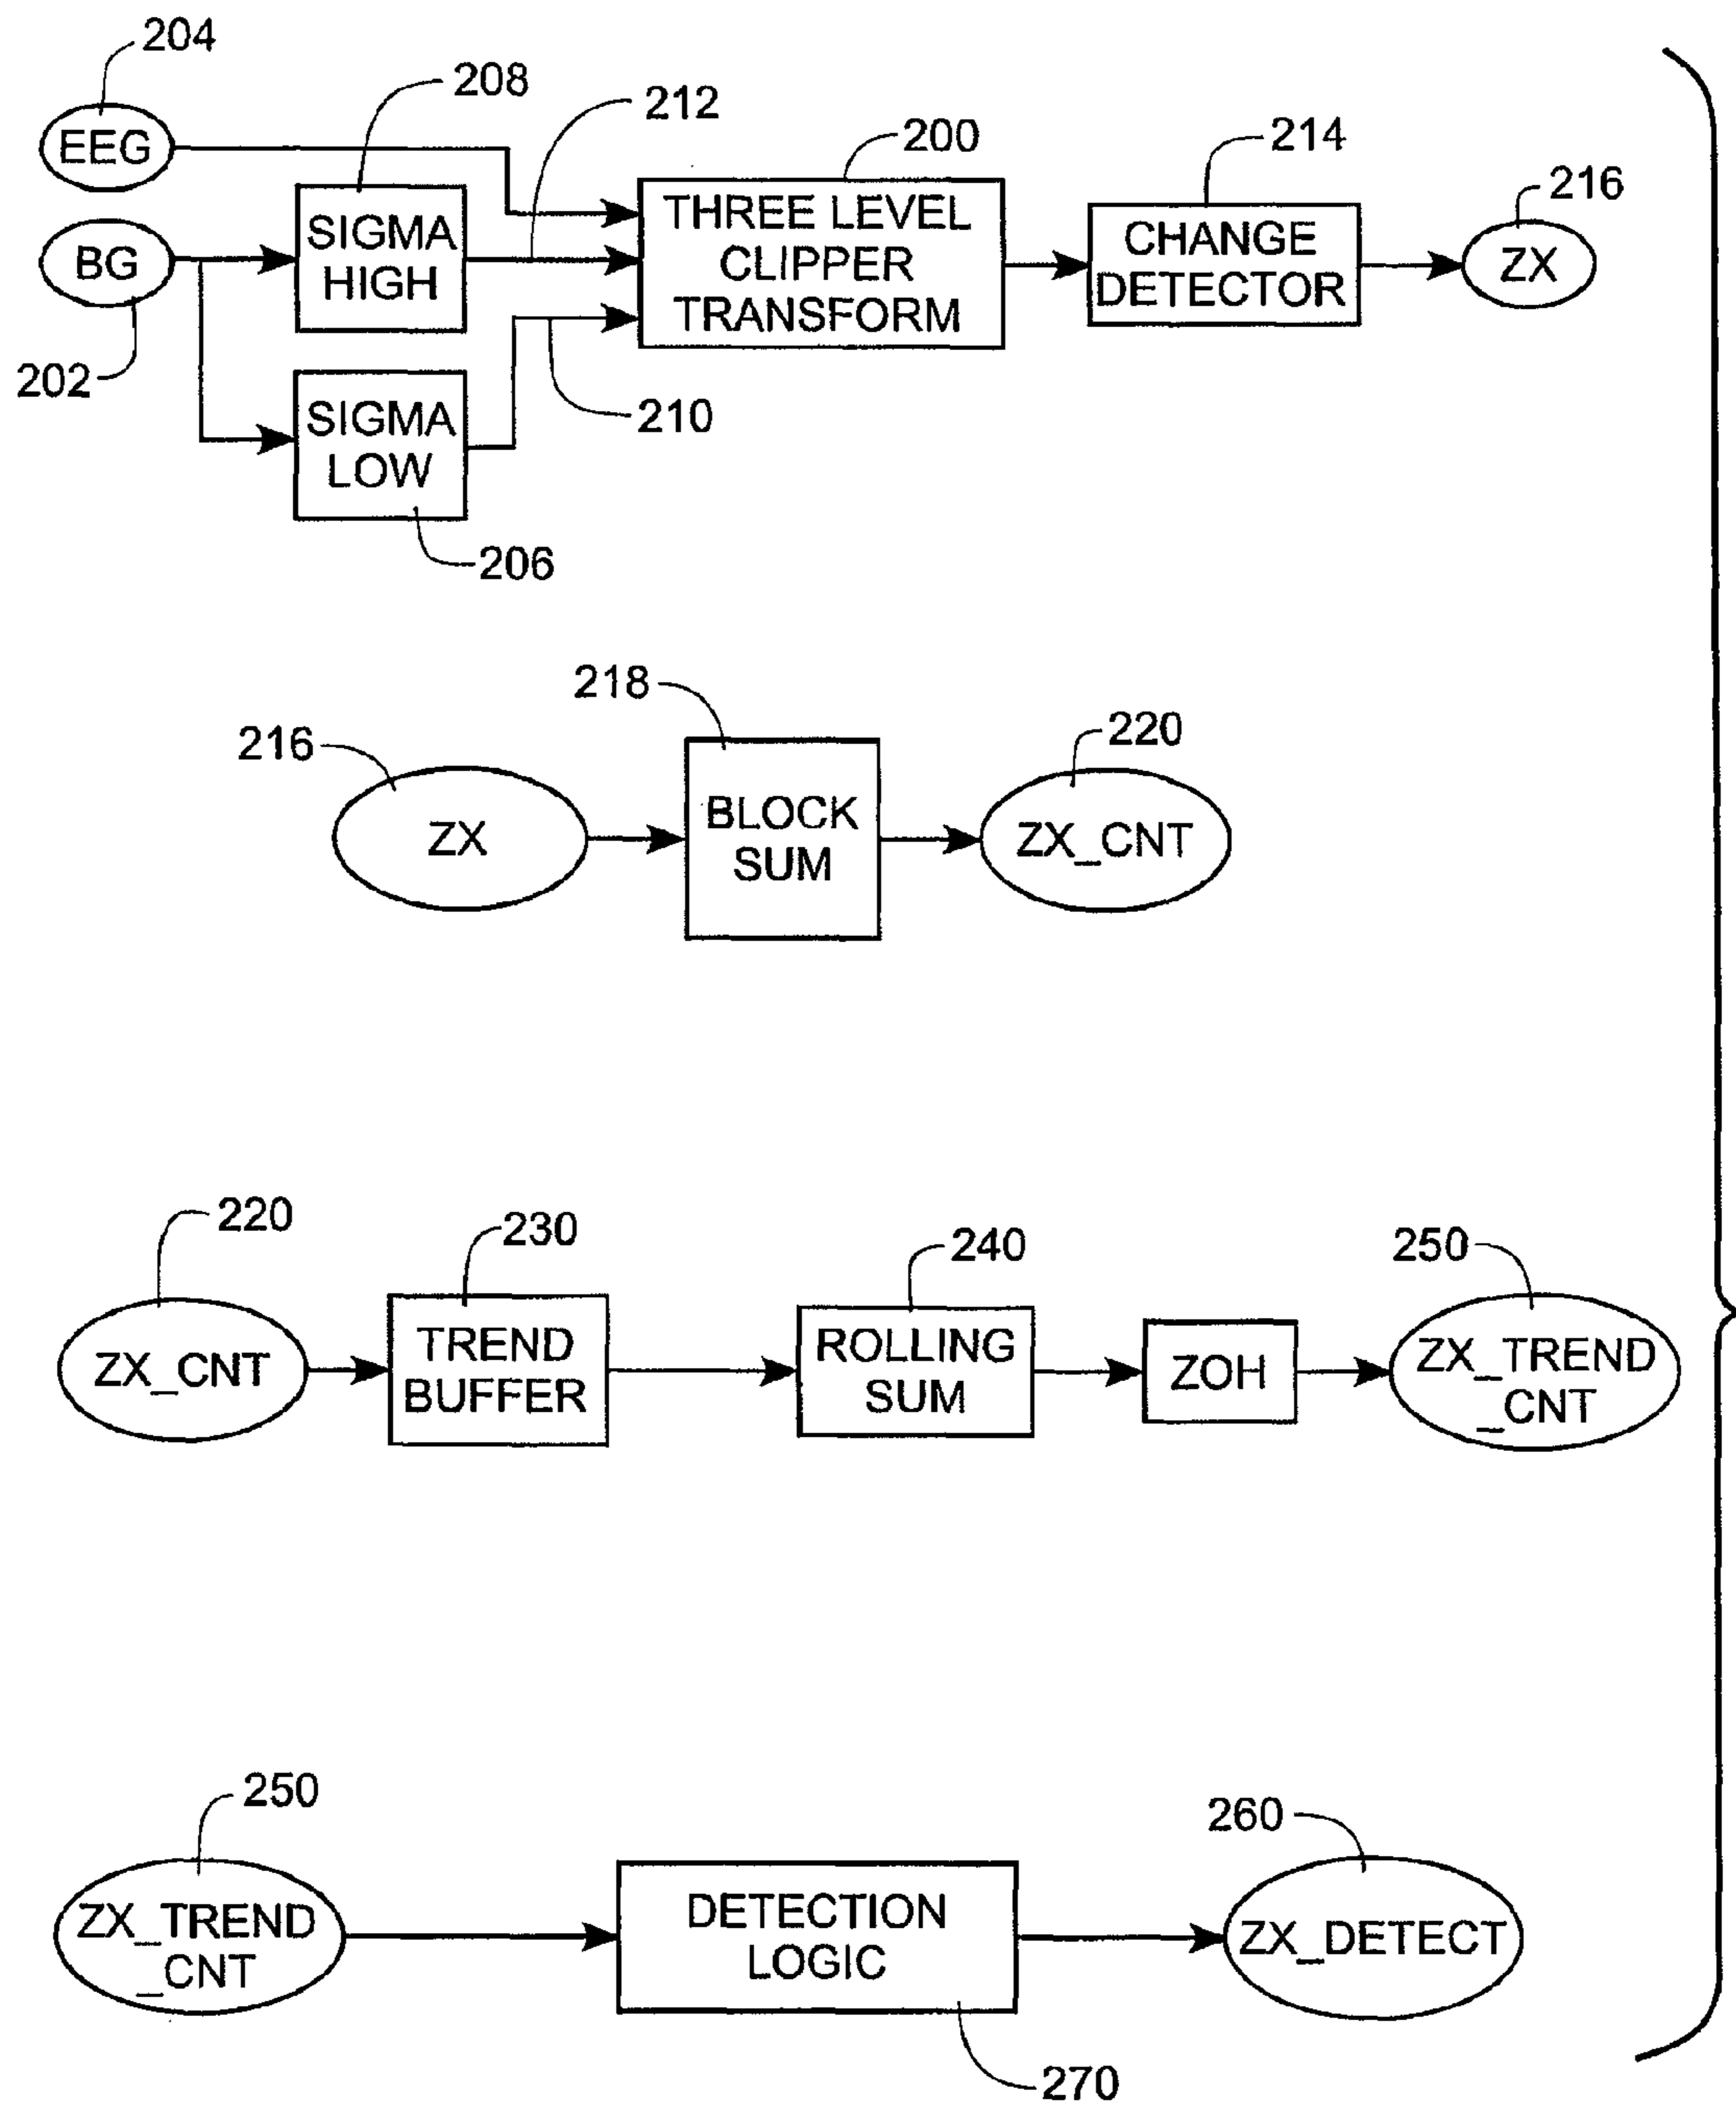 204
208
212
200
214
216
EEG
SIGMA
HIGH
THREE LEVEL
CLIPPER
TRANSFORM
CHANGE
DETECTOR
ZX
BG
202
SIGMA
LOW
210
206
218
216
220
ZX
BLOCK
SUM
ZX_CNT
220
230
240
250
ZX_CNT
TREND
BUFFER
ROLLING
SUM
ZOH
ZX_TREND
_CNT
250
260
ZX_TREND
_CNT
DETECTION
LOGIC
ZX_DETECT
270